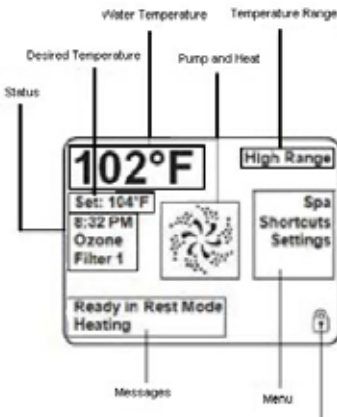 Water Temperature
Temperature Range
Desired Temperature
Pump and Heat
Status
102°F
High Range
Set: 104°F
8:32 PM
Ozone
Filter 1
Spa
Shortcuts
Settings
Ready in Rest Mode
Heating
Messages
Menu